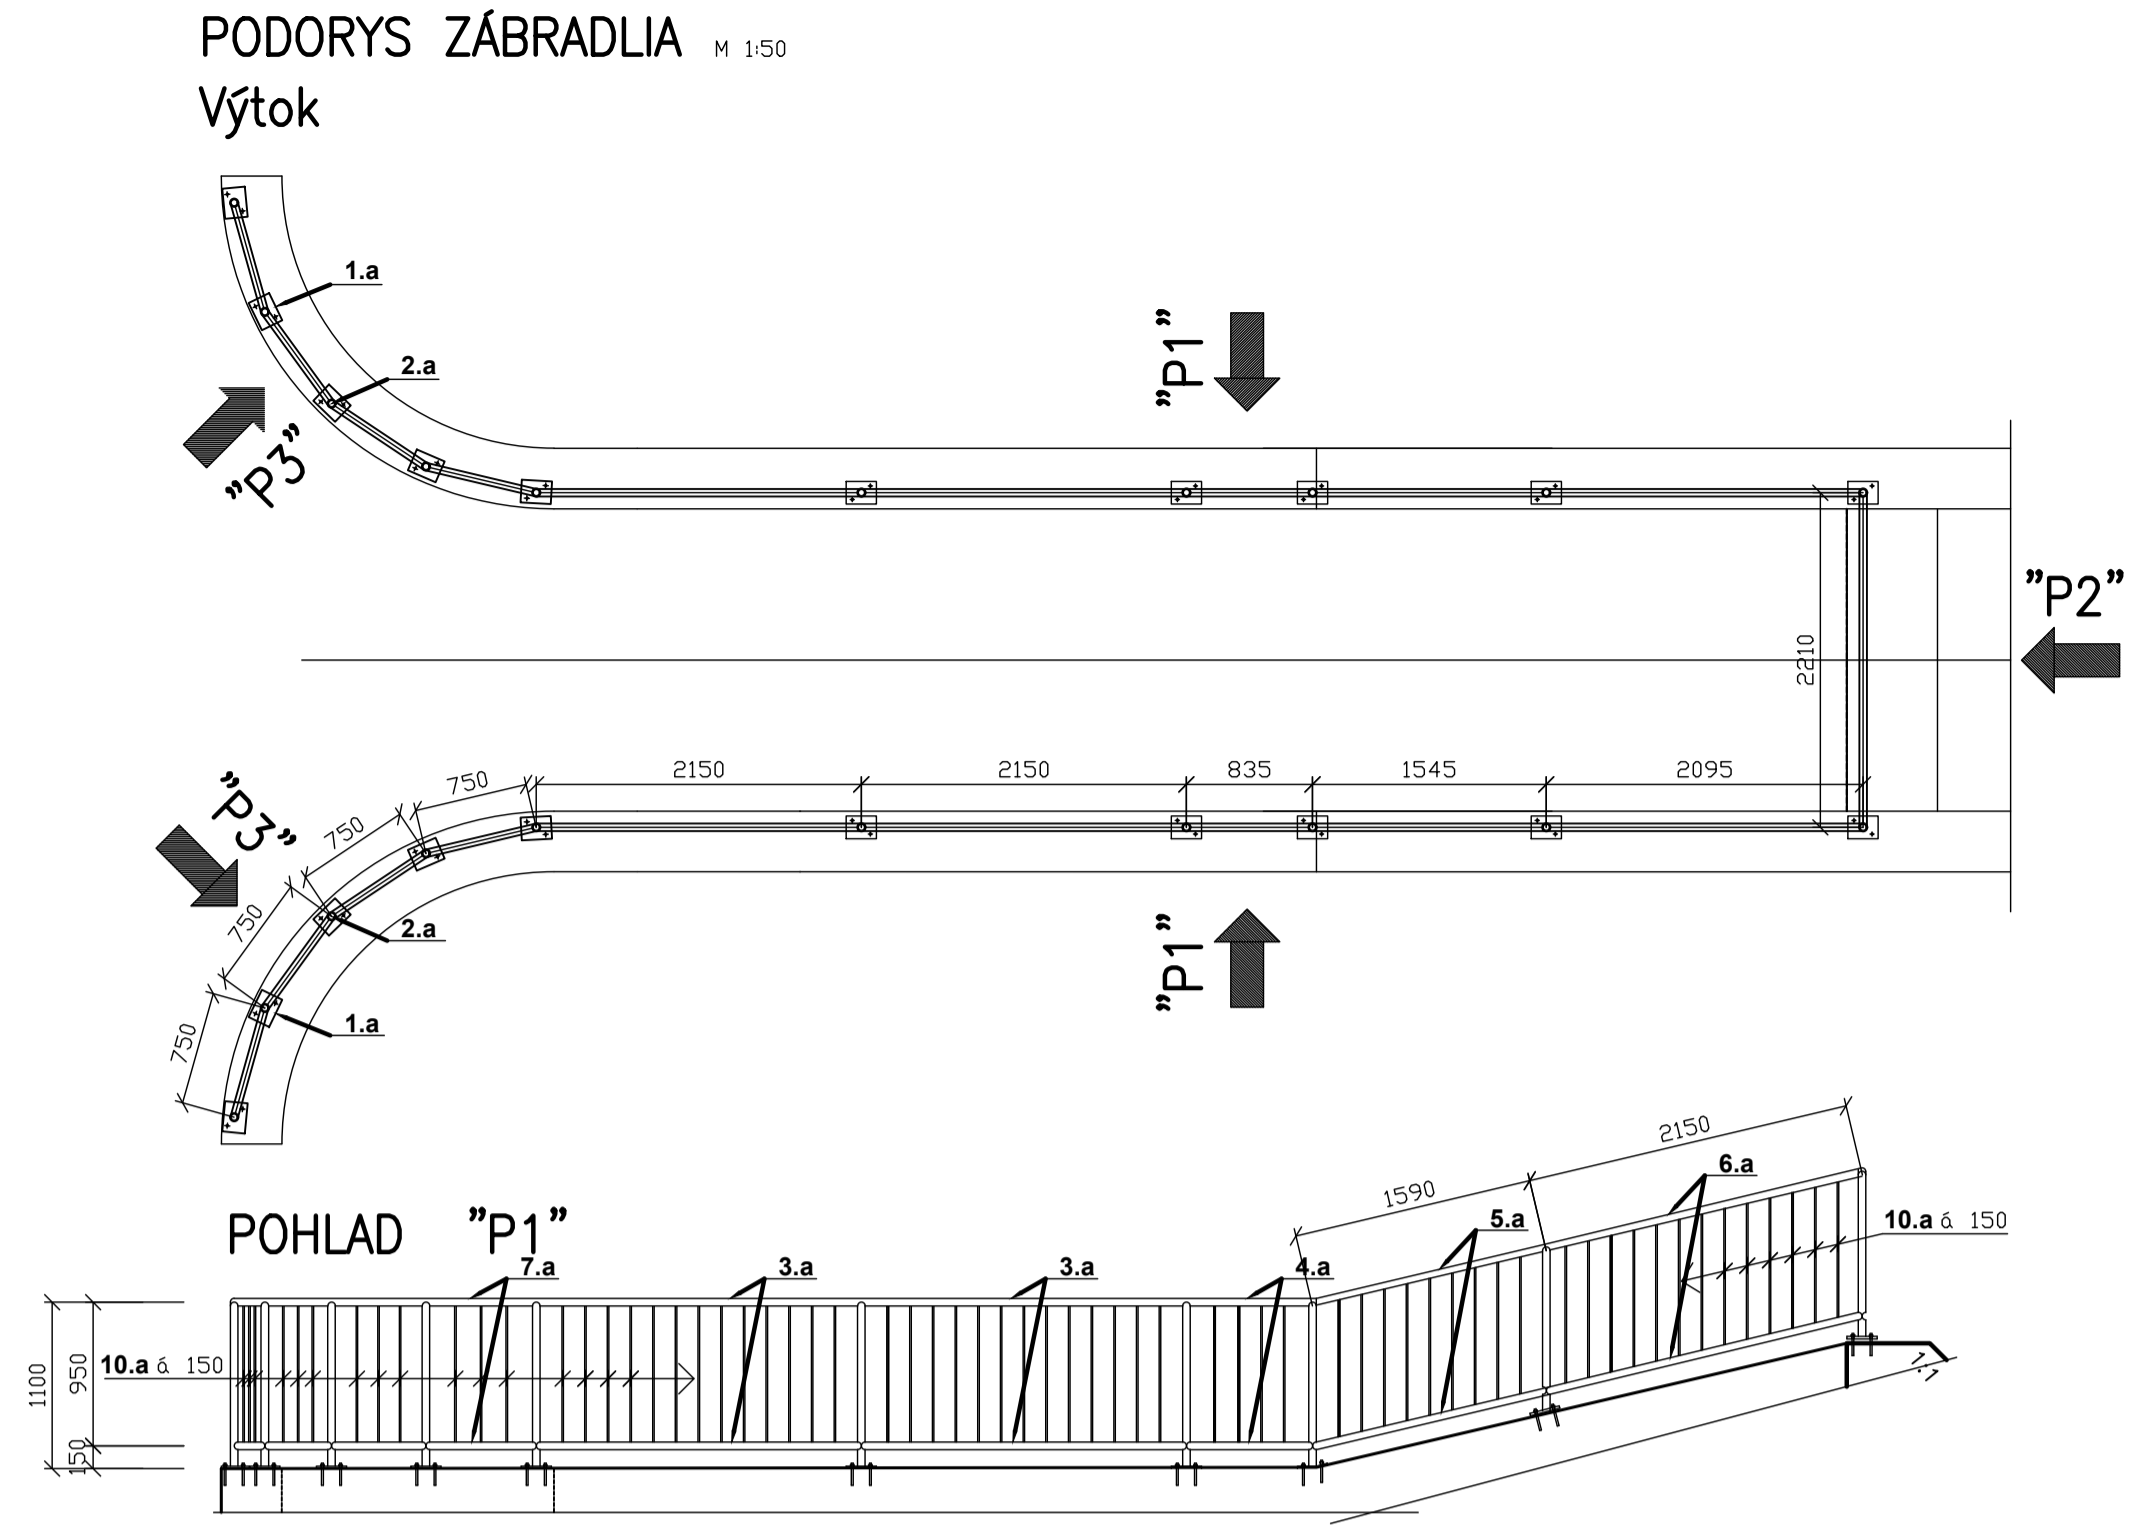 PODORYS ZÁBRADLIA M 1:50
Výtok
1.a
2.a
"P3"
"P1"
"P2"
2210
2150 2150 835 1545 2095
750
750
750
750
"P3"
2.a
1.a
"P1"
2150
1590
6.a
5.a
10.a á 150
POHLAD "P1"
7.a 3.a 3.a 4.a
10.a á 150
1100
950
150
1:1